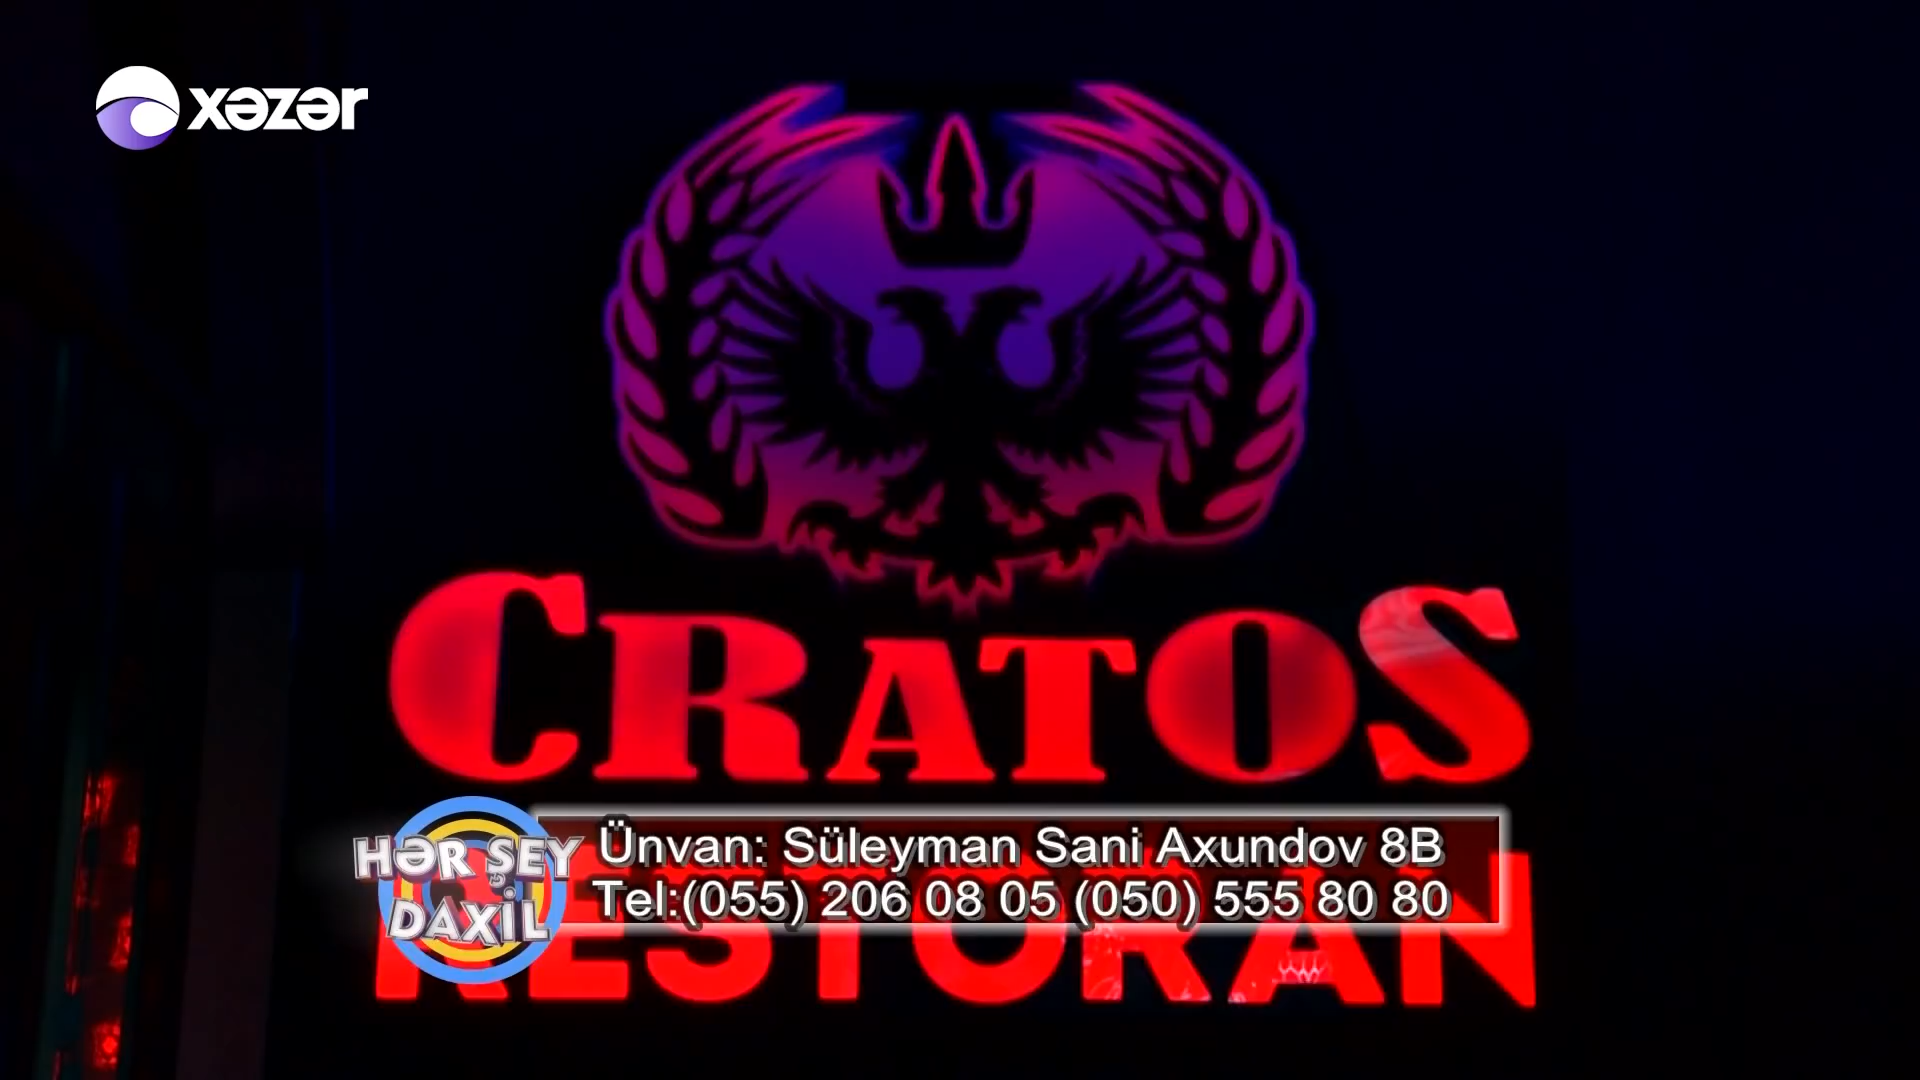 xəzər
CRATOS
RESTORAN
HƏR ŞEY
DAXİL
Ünvan: Süleyman Sani Axundov 8B
Tel:(055) 206 08 05 (050) 555 80 80